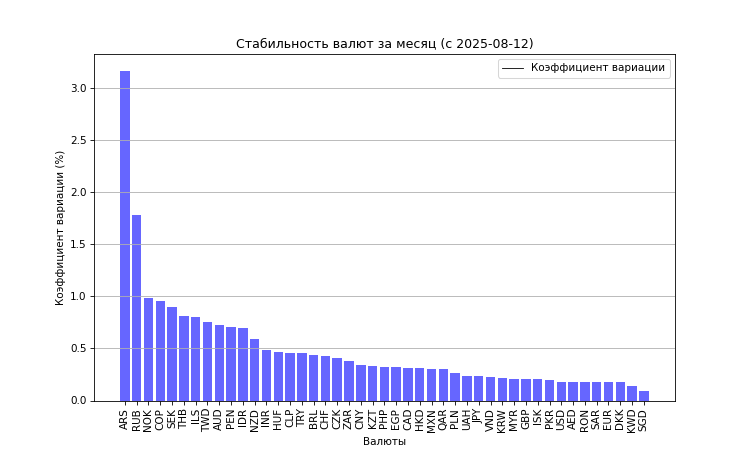 Стабильность валют за месяц (с 2025-08-12)
Коэффициент вариации
Коэффициент вариации (%)
3.0
2.5
2.0
1.5
1.0
0.5
0.0
ARS RUB NOK COP SEK THB ILS TWD AUD PEN IDR NZD INR HUF CLP TRY BRL CHF CZK ZAR CNY KZT PHP EGP CAD HKD MXN QAR PLN UAH JPY VND KRW MYR GBP ISK PKR USD AED RON SAR EUR DKK KWD SGD
Валюты